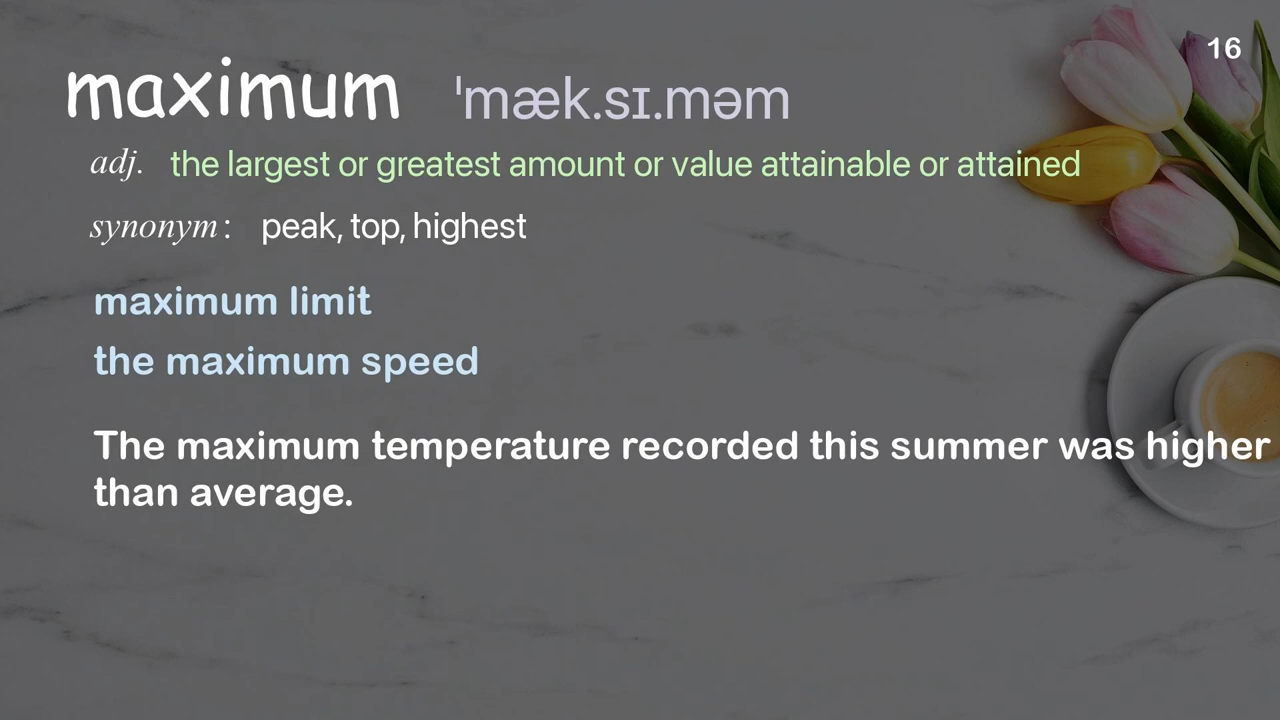 16
maximum ˈmæk.sɪ.məm
adj. the largest or greatest amount or value attainable or attained
synonym: peak, top, highest
maximum limit
the maximum speed
The maximum temperature recorded this summer was higher
than average.